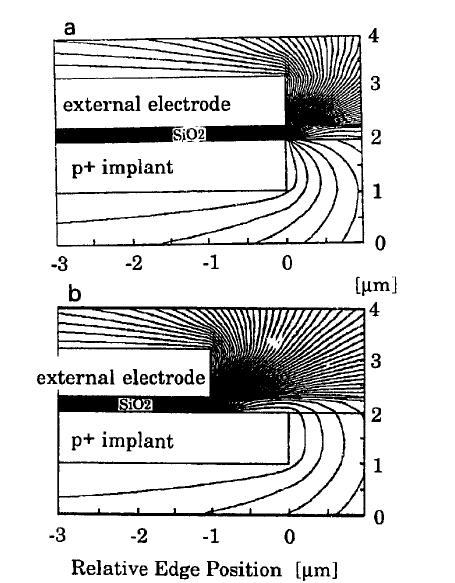 a
4
external electrode
3
SiO2
2
p+ implant
1
0
-3 -2 -1 0
[μm]
b
4
3
external electrode
SiO2
2
p+ implant
1
0
-3 -2 -1 0
Relative Edge Position [μm]